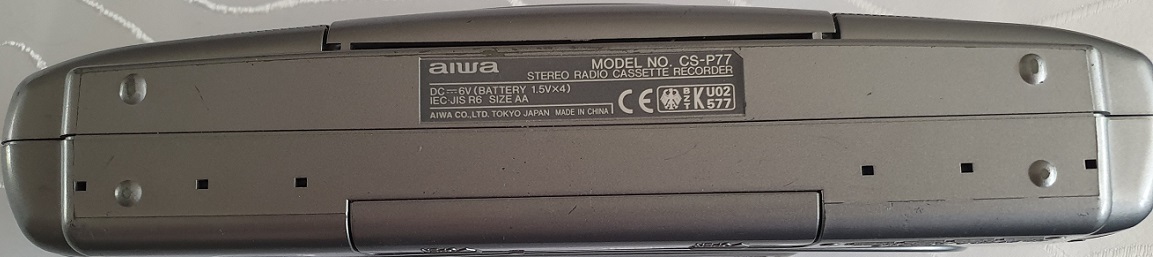 aiwa MODEL NO. CS-P77
STEREO RADIO CASSETTE RECORDER
DC⎓6V (BATTERY 1.5V×4)
IEC·JIS R6 SIZE AA
AIWA CO., LTD. TOKYO JAPAN MADE IN CHINA
CE BZT K U02
577